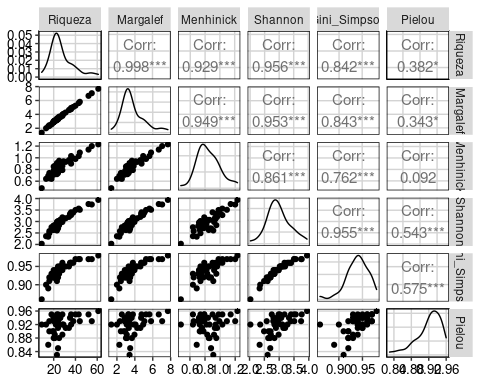 Riqueza Margalef Menhinick Shannon ini_Simpso Pielou
0.05
0.04
0.03
0.02
0.01
0.00
Corr: Corr: Corr: Corr: Corr:
0.998*** 0.929*** 0.956*** 0.842*** 0.382*
Riqueza
8
6
4
2
Corr: Corr: Corr: Corr:
0.949*** 0.953*** 0.843*** 0.343*
Margalef
1.2
1.0
0.8
0.6
Corr: Corr: Corr:
0.861*** 0.762*** 0.092
Menhinick
4.0
3.5
3.0
2.5
2.0
Corr: Corr:
0.955*** 0.543***
Shannon
0.95
0.90
Corr:
0.575***
ni_Simps
0.96
0.92
0.88
0.84
Pielou
20 40 60 2 4 6 8 0.6 0.8 1.0 1.2 2.0 2.5 3.0 3.5 4.0 0.90 0.95 0.84 0.88 0.92 0.96